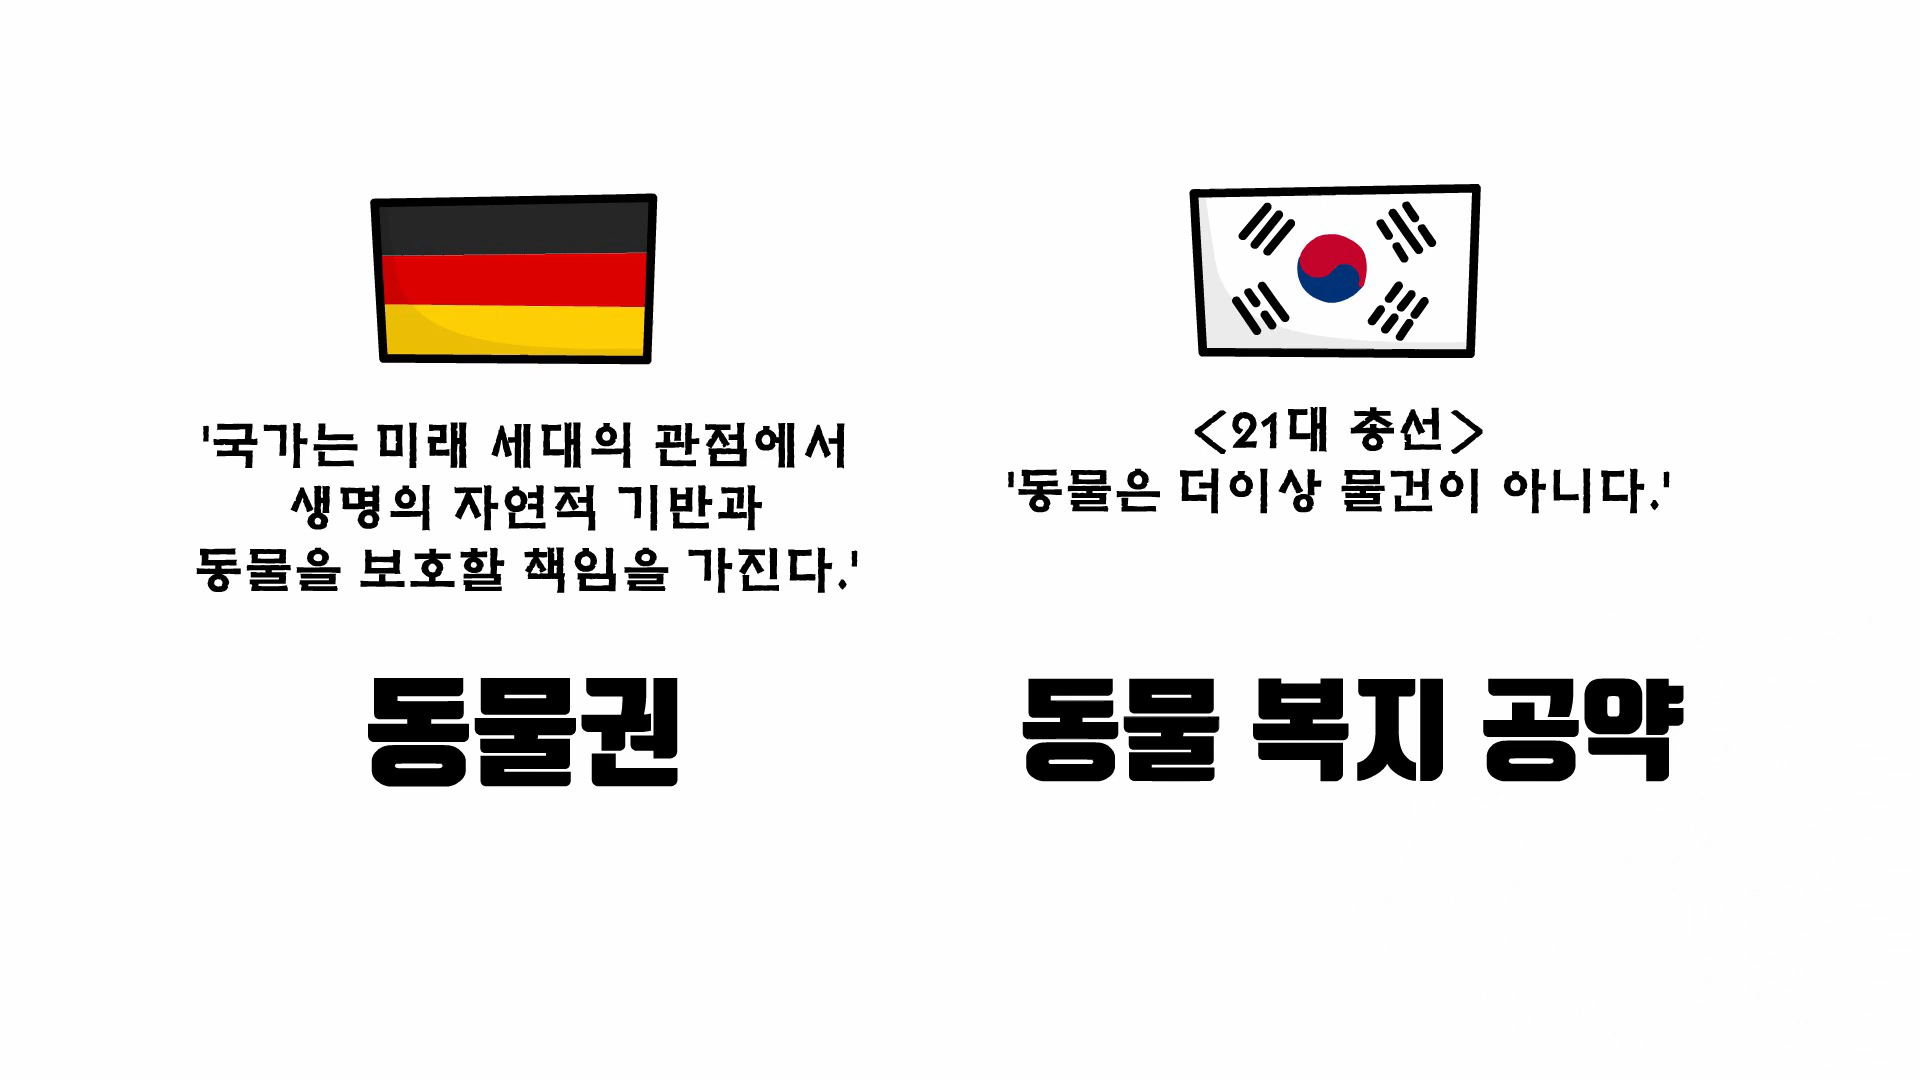 '국가는 미래 세대의 관점에서
생명의 자연적 기반과
동물을 보호할 책임을 가진다.'
동물권
<21대 총선>
'동물은 더이상 물건이 아니다.'
동물 복지 공약